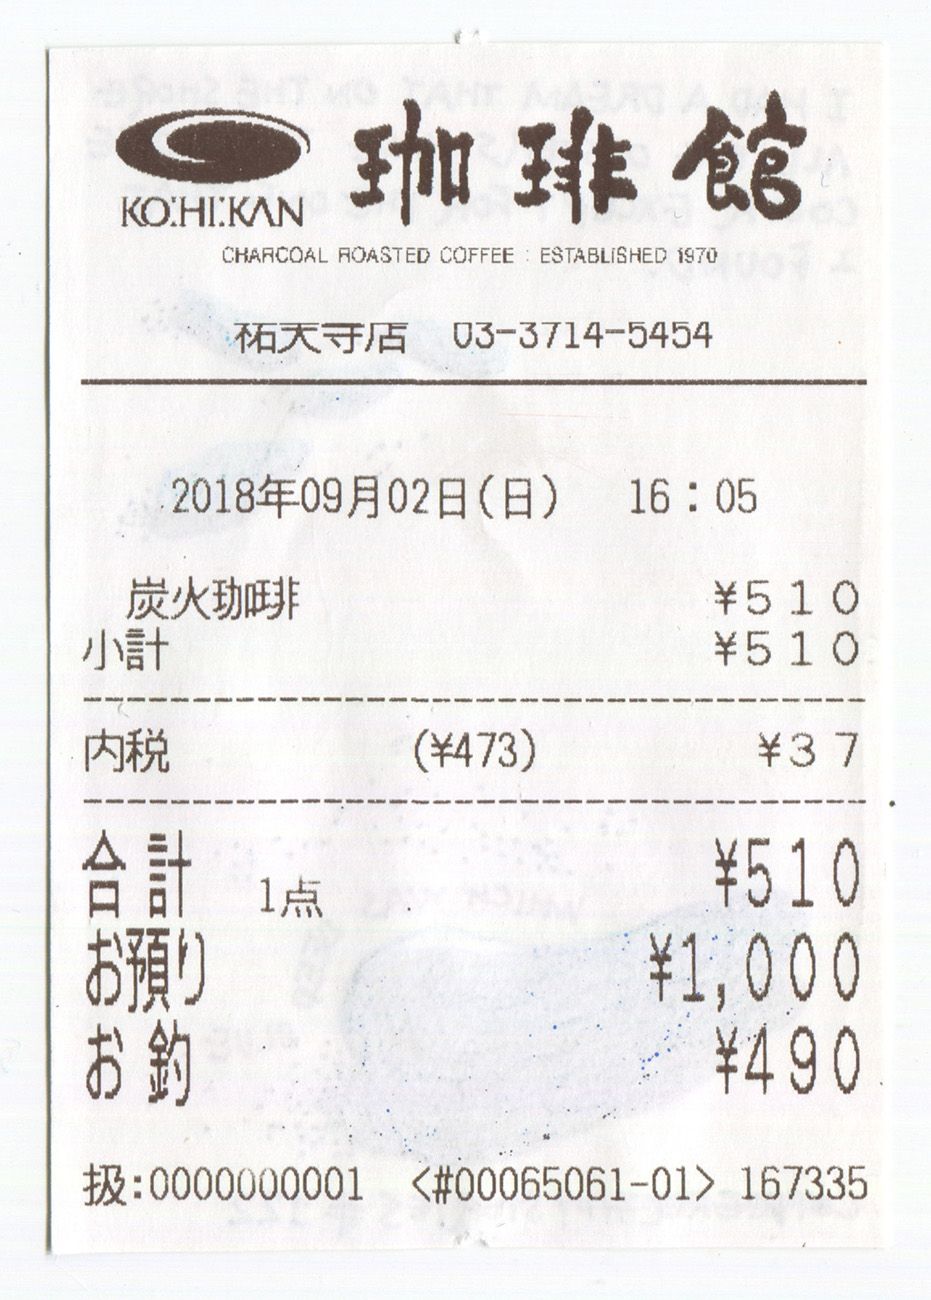 KO:HI:KAN 珈琲館
CHARCOAL ROASTED COFFEE : ESTABLISHED 1970
祐天寺店 03-3714-5454
2018年09月02日(日) 16:05
炭火珈琲 ¥510
小計 ¥510
内税 (¥473) ¥37
合計 1点 ¥510
お預り ¥1,000
お釣 ¥490
扱:0000000001 <#00065061-01> 167335